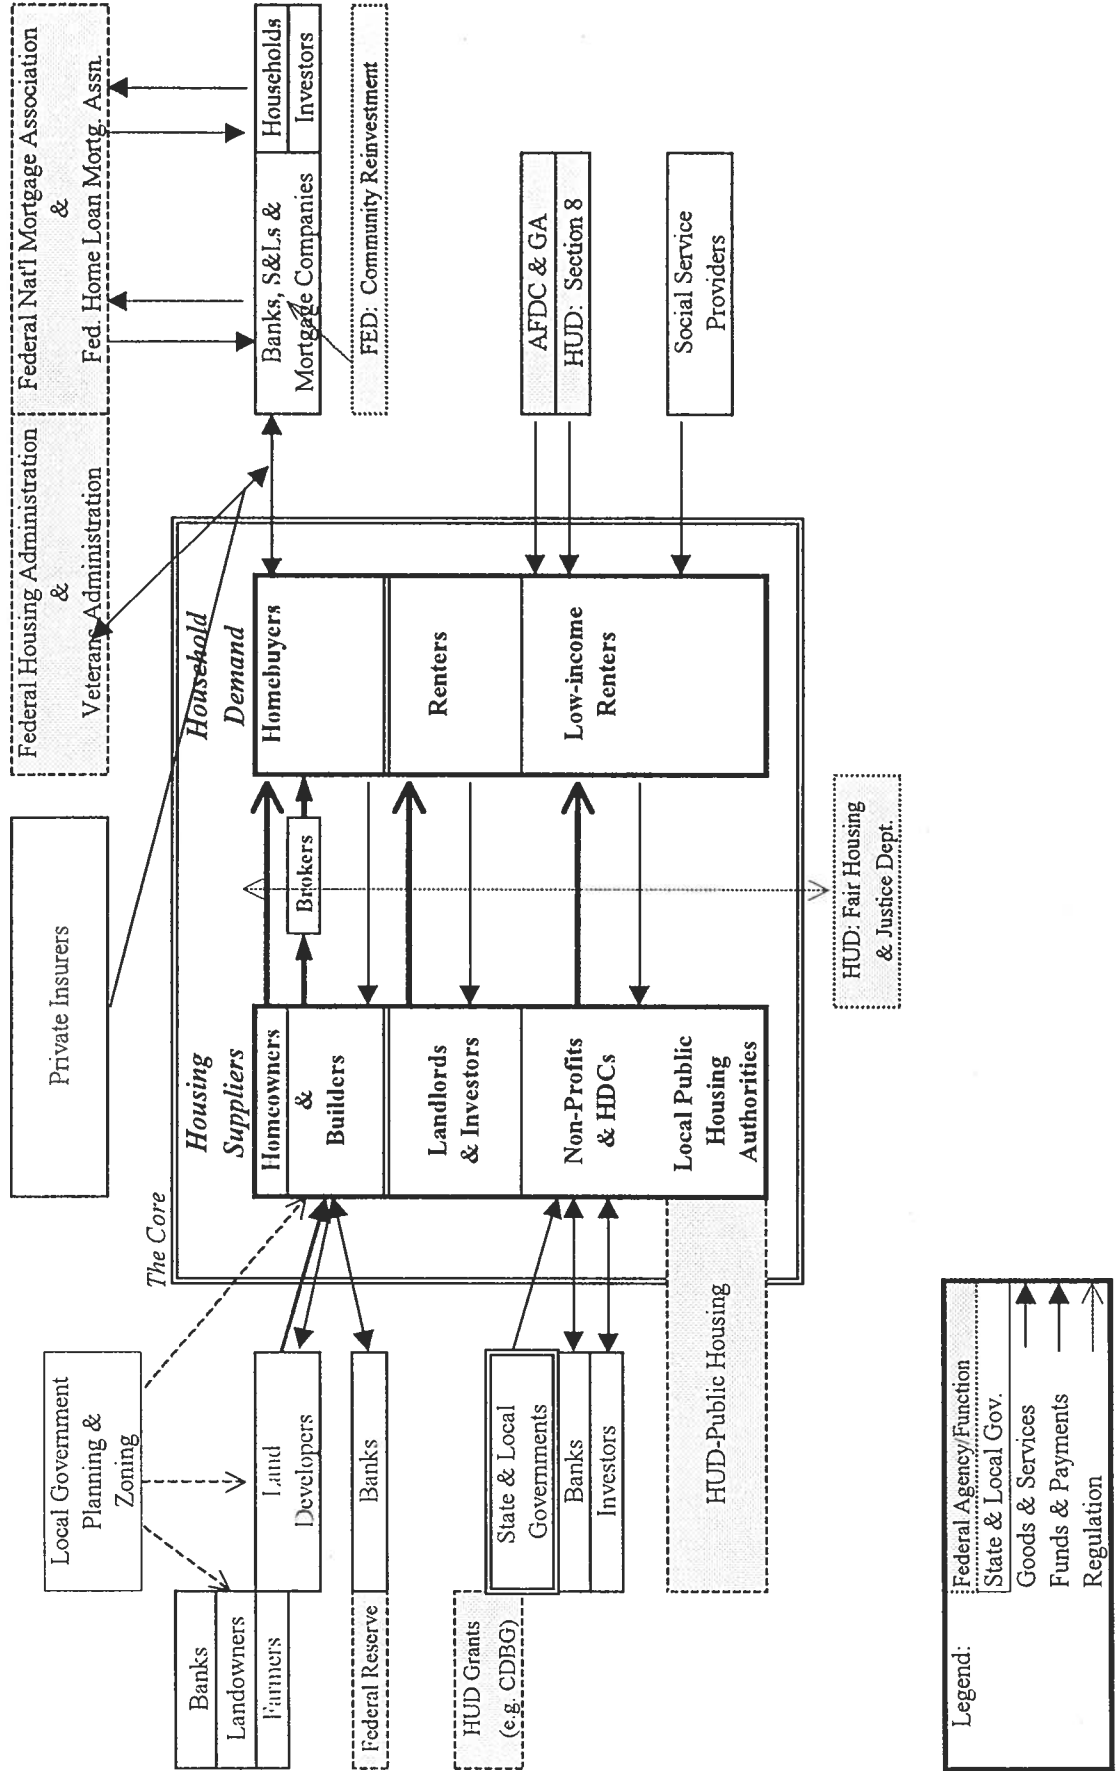 Private Insurers
Federal Housing Administration
&
Veterans Administration
Federal Nat'l Mortgage Association
&
Fed. Home Loan Mortg. Assn.
Local Government
Planning &
Zoning
The Core
Banks
Landowners
Farmers
Land
Developers
Federal Reserve
Banks
HUD Grants
(e.g. CDBG)
State & Local
Governments
Banks
Investors
HUD-Public Housing
Housing
Suppliers
Homeowners
&
Builders
Landlords
& Investors
Non-Profits
& HDCs
Local Public
Housing
Authorities
Brokers
Household
Demand
Homebuyers
Renters
Low-income
Renters
Banks, S&Ls &
Mortgage Companies
Households
Investors
FED: Community Reinvestment
AFDC & GA
HUD: Section 8
Social Service
Providers
HUD: Fair Housing
& Justice Dept.
Legend:
Federal Agency/Function
State & Local Gov.
Goods & Services
Funds & Payments
Regulation